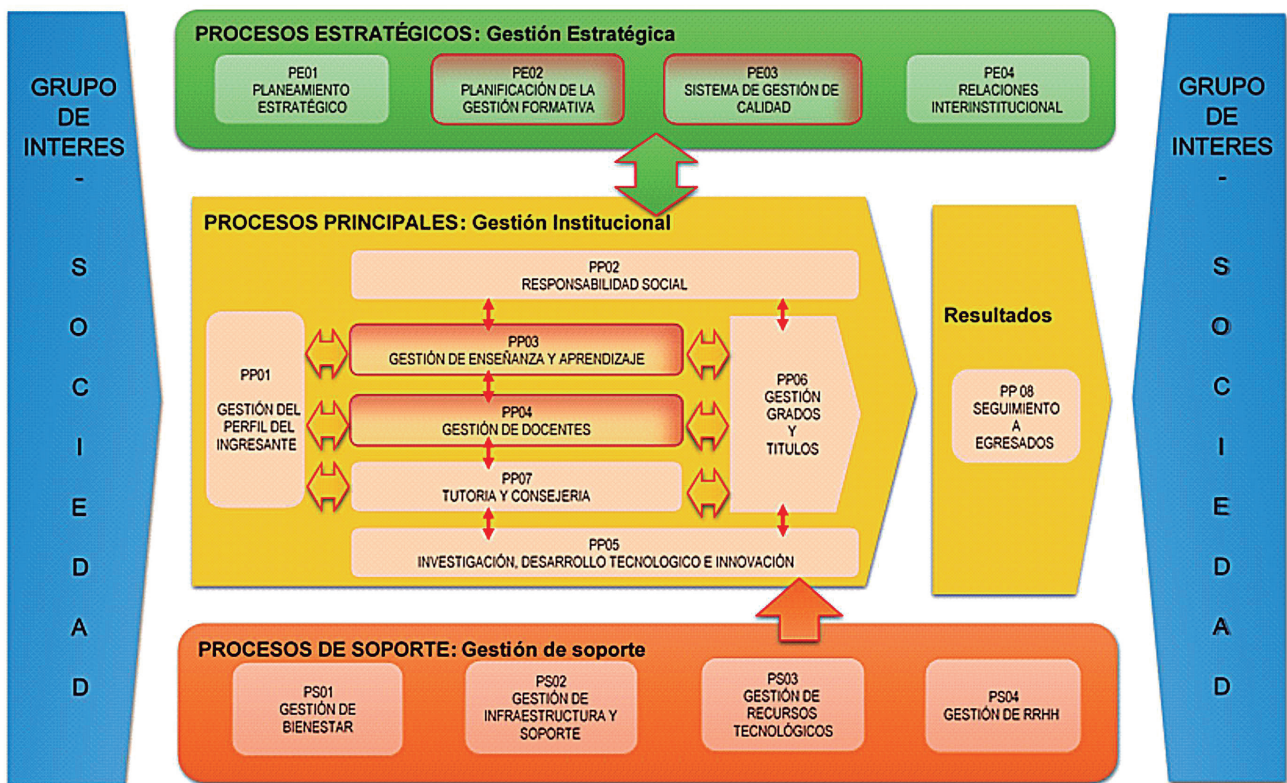 GRUPO
DE
INTERES
-
S
O
C
I
E
D
A
D
PROCESOS ESTRATÉGICOS: Gestión Estratégica
PE01
PLANEAMIENTO
ESTRATÉGICO
PE02
PLANIFICACIÓN DE LA
GESTIÓN FORMATIVA
PE03
SISTEMA DE GESTIÓN DE
CALIDAD
PE04
RELACIONES
INTERINSTITUCIONAL
PROCESOS PRINCIPALES: Gestión Institucional
PP02
RESPONSABILIDAD SOCIAL
PP01
GESTIÓN DEL
PERFIL DEL
INGRESANTE
PP03
GESTIÓN DE ENSEÑANZA Y APRENDIZAJE
PP04
GESTIÓN DE DOCENTES
PP07
TUTORIA Y CONSEJERIA
PP06
GESTIÓN
GRADOS
Y
TITULOS
PP05
INVESTIGACIÓN, DESARROLLO TECNOLOGICO E INNOVACIÓN
Resultados
PP 08
SEGUIMIENTO
A
EGRESADOS
PROCESOS DE SOPORTE: Gestión de soporte
PS01
GESTIÓN DE
BIENESTAR
PS02
GESTIÓN DE
INFRAESTRUCTURA Y
SOPORTE
PS03
GESTIÓN DE
RECURSOS
TECNOLÓGICOS
PS04
GESTIÓN DE RRHH
GRUPO
DE
INTERES
-
S
O
C
I
E
D
A
D